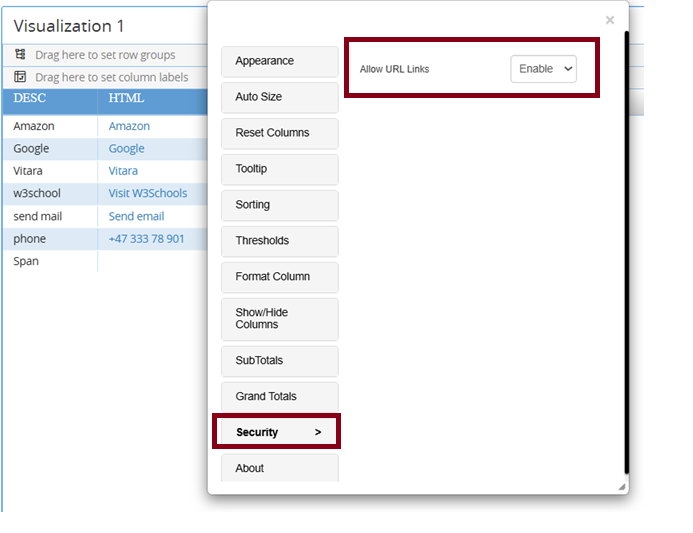 Visualization 1
Drag here to set row groups
Drag here to set column labels
DESC HTML
Amazon Amazon
Google Google
Vitara Vitara
w3school Visit W3Schools
send mail Send email
phone +47 333 78 901
Span
×
Appearance
Auto Size
Reset Columns
Tooltip
Sorting
Thresholds
Format Column
Show/Hide
Columns
SubTotals
Grand Totals
Security >
About
Allow URL Links Enable